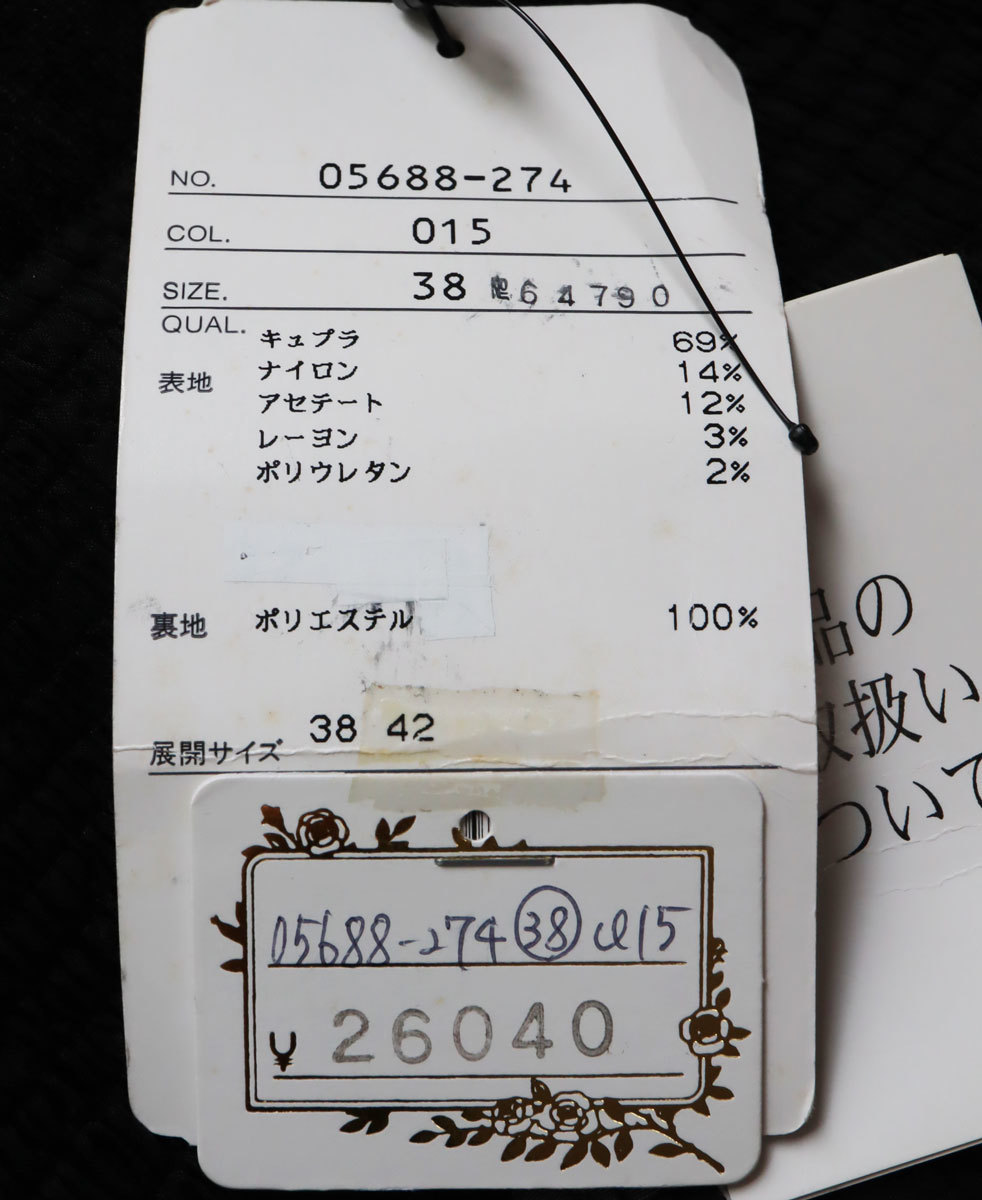 NO. 05688-274
COL. 015
SIZE. 38 64790
QUAL.
表地
キュプラ 69%
ナイロン 14%
アセテート 12%
レーヨン 3%
ポリウレタン 2%
裏地 ポリエステル 100%
展開サイズ 38 42
05688-274 38 cl 15
¥ 26040
品の
取扱い
ついて